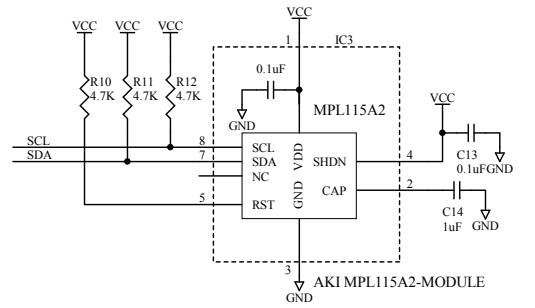 VCC
VCC VCC VCC
1 IC3
R10 R11 R12
4.7K 4.7K 4.7K
0.1uF
MPL115A2
VCC
GND
SCL 8 SCL
SDA 7 SDA
VDD
SHDN 4
NC
C13
0.1uF GND
CAP 2
GND
5 RST
C14
1uF GND
3
AKI MPL115A2-MODULE
GND